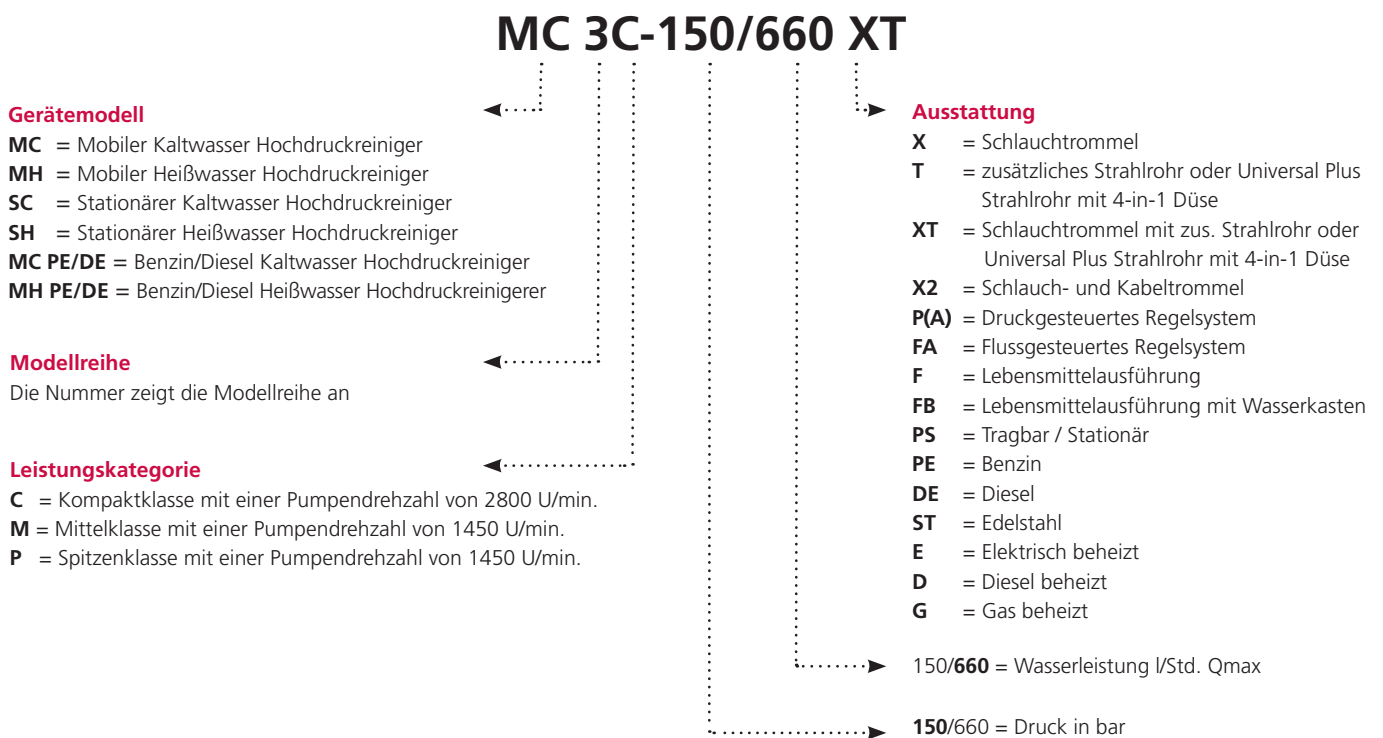 MC 3C-150/660 XT
Gerätemodell
MC = Mobiler Kaltwasser Hochdruckreiniger
MH = Mobiler Heißwasser Hochdruckreiniger
SC = Stationärer Kaltwasser Hochdruckreiniger
SH = Stationärer Heißwasser Hochdruckreiniger
MC PE/DE = Benzin/Diesel Kaltwasser Hochdruckreiniger
MH PE/DE = Benzin/Diesel Heißwasser Hochdruckreinigerer
Modellreihe
Die Nummer zeigt die Modellreihe an
Leistungskategorie
C = Kompaktklasse mit einer Pumpendrehzahl von 2800 U/min.
M = Mittelklasse mit einer Pumpendrehzahl von 1450 U/min.
P = Spitzenklasse mit einer Pumpendrehzahl von 1450 U/min.
Ausstattung
X = Schlauchtrommel
T = zusätzliches Strahlrohr oder Universal Plus
Strahlrohr mit 4-in-1 Düse
XT = Schlauchtrommel mit zus. Strahlrohr oder
Universal Plus Strahlrohr mit 4-in-1 Düse
X2 = Schlauch- und Kabeltrommel
P(A) = Druckgesteuertes Regelsystem
FA = Flussgesteuertes Regelsystem
F = Lebensmittelausführung
FB = Lebensmittelausführung mit Wasserkasten
PS = Tragbar / Stationär
PE = Benzin
DE = Diesel
ST = Edelstahl
E = Elektrisch beheizt
D = Diesel beheizt
G = Gas beheizt
150/660 = Wasserleistung l/Std. Qmax
150/660 = Druck in bar